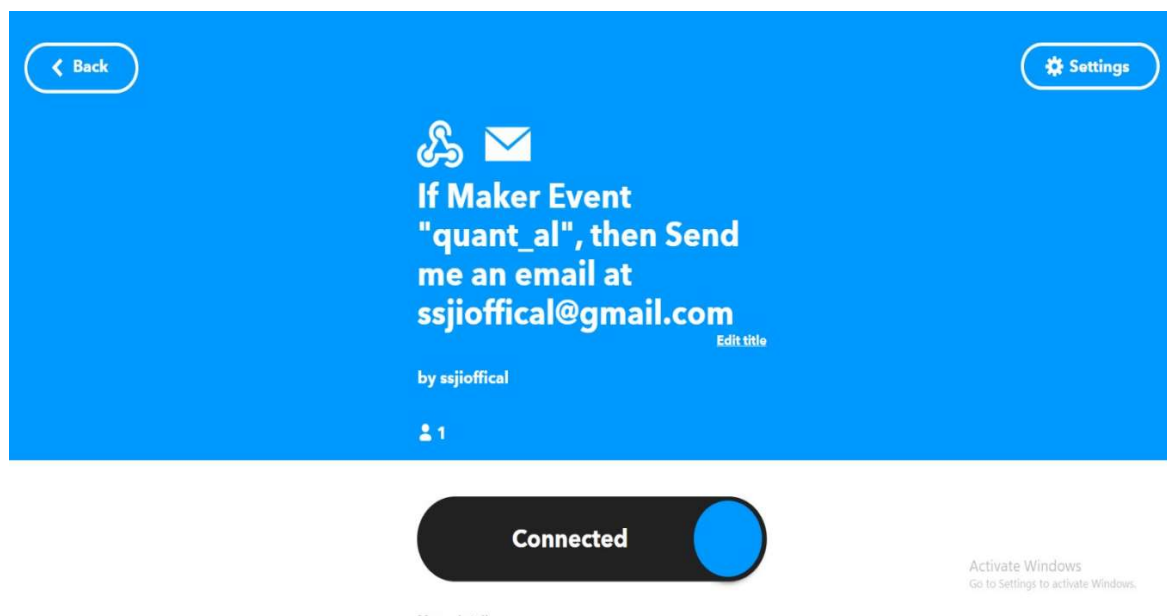 Back
Settings
If Maker Event
"quant_al", then Send
me an email at
ssjioffical@gmail.com
Edit title
by ssjioffical
1
Connected
Activate Windows
Go to Settings to activate Windows.